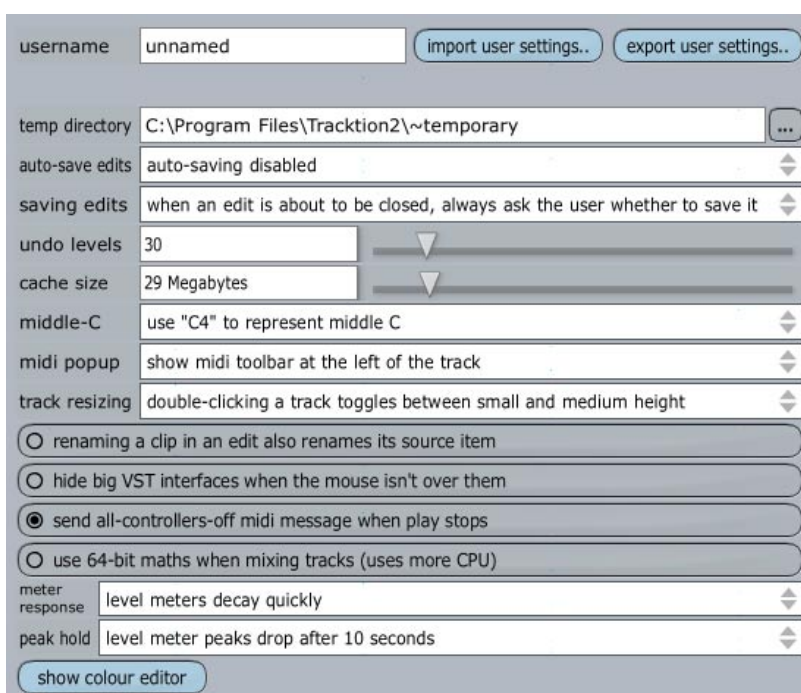 username unnamed import user settings.. export user settings..
temp directory C:\Program Files\Tracktion2\~temporary ...
auto-save edits auto-saving disabled
saving edits when an edit is about to be closed, always ask the user whether to save it
undo levels 30
cache size 29 Megabytes
middle-C use "C4" to represent middle C
midi popup show midi toolbar at the left of the track
track resizing double-clicking a track toggles between small and medium height
renaming a clip in an edit also renames its source item
hide big VST interfaces when the mouse isn't over them
send all-controllers-off midi message when play stops
use 64-bit maths when mixing tracks (uses more CPU)
meter response level meters decay quickly
peak hold level meter peaks drop after 10 seconds
show colour editor